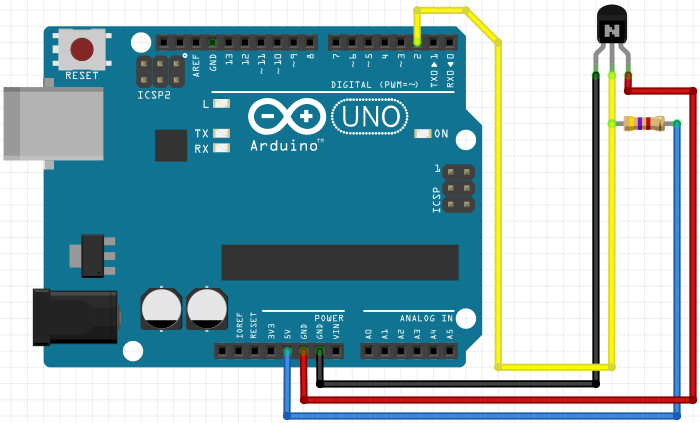 RESET
ICSP2
AREF
GND
13
12
~11
~10
~9
8
7
~6
~5
4
~3
2
TXD▶1
RXD◀0
DIGITAL (PWM=~)
L
TX
RX
Arduino™
UNO
ON
1
ICSP
N
POWER
ANALOG IN
IOREF
RESET
3V3
5V
GND
GND
VIN
A0
A1
A2
A3
A4
A5